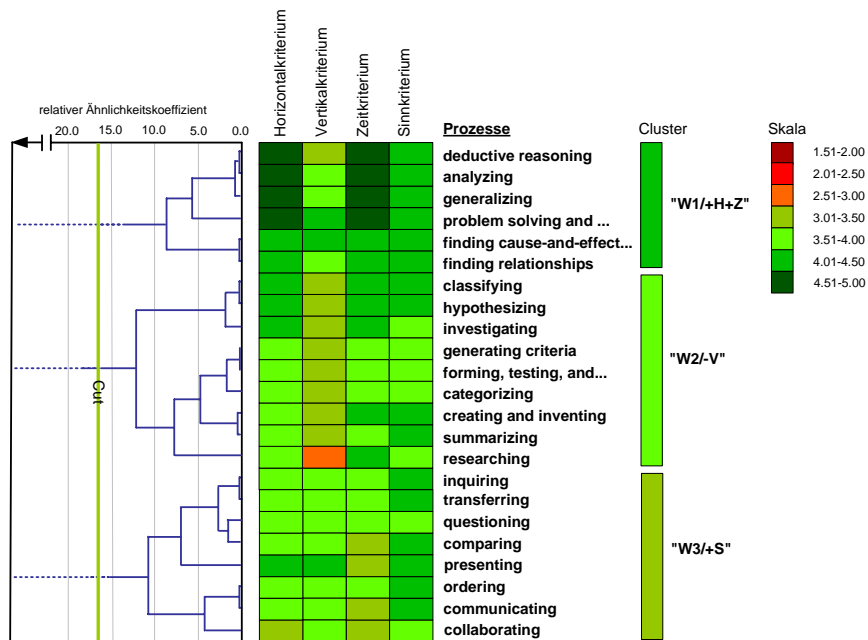 relativer Ähnlichkeitskoeffizient
20.0 15.0 10.0 5.0 0.0
Horizontalkriterium
Vertikalkriterium
Zeitkriterium
Sinnkriterium
Prozesse
Cluster
Skala
deductive reasoning
analyzing
generalizing
problem solving and ...
finding cause-and-effect...
finding relationships
classifying
hypothesizing
investigating
generating criteria
forming, testing, and...
categorizing
creating and inventing
summarizing
researching
inquiring
transferring
questioning
comparing
presenting
ordering
communicating
collaborating
Cut
"W1/+H+Z"
"W2/-V"
"W3/+S"
1.51-2.00
2.01-2.50
2.51-3.00
3.01-3.50
3.51-4.00
4.01-4.50
4.51-5.00